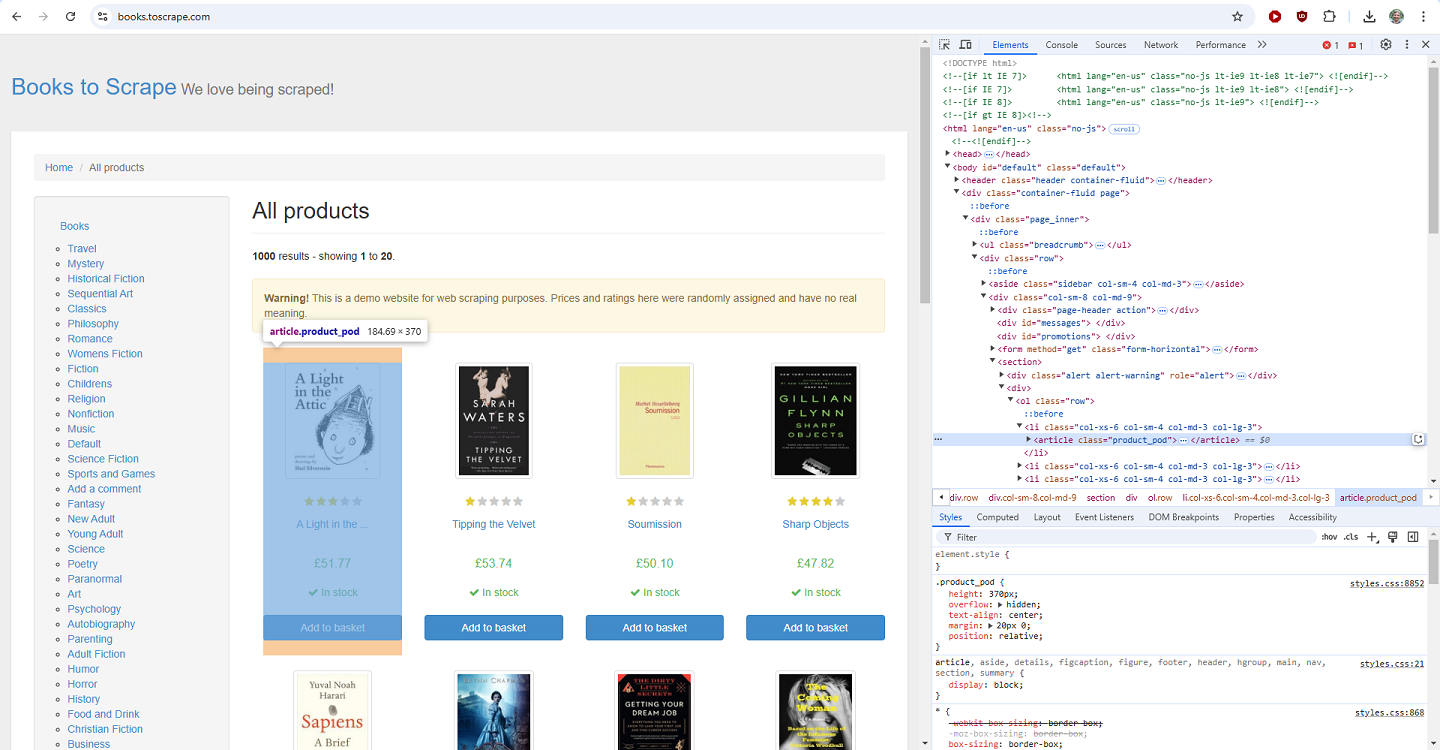 books.toscrape.com
Books to Scrape We love being scraped!
Home / All products
Books
Travel
Mystery
Historical Fiction
Sequential Art
Classics
Philosophy
Romance
Womens Fiction
Fiction
Childrens
Religion
Nonfiction
Music
Default
Science Fiction
Sports and Games
Add a comment
Fantasy
New Adult
Young Adult
Science
Poetry
Paranormal
Art
Psychology
Autobiography
Parenting
Adult Fiction
Humor
Horror
History
Food and Drink
Christian Fiction
Business
All products
1000 results - showing 1 to 20.
Warning! This is a demo website for web scraping purposes. Prices and ratings here were randomly assigned and have no real
meaning.
article.product_pod 184.69 × 370
A Light
in the
Attic
Shel Silverstein
A Light in the ...
£51.77
In stock
Add to basket
SARAH
WATERS
TIPPING
THE VELVET
Tipping the Velvet
£53.74
In stock
Add to basket
Michel Houellebecq
Soumission
Flammarion
Soumission
£50.10
In stock
Add to basket
GILLIAN
FLYNN
SHARP
OBJECTS
Sharp Objects
£47.82
In stock
Add to basket
Yuval Noah
Harari
Sapiens
A Brief
THE DIRTY LITTLE
SECRETS
GETTING YOUR
DREAM JOB
The
Coming
Woman
Elements Console Sources Network Performance 1 1
<!DOCTYPE html>
<!--[if lt IE 7]> <html lang="en-us" class="no-js lt-ie9 lt-ie8 lt-ie7"> <![endif]-->
<!--[if IE 7]> <html lang="en-us" class="no-js lt-ie9 lt-ie8"> <![endif]-->
<!--[if IE 8]> <html lang="en-us" class="no-js lt-ie9"> <![endif]-->
<!--[if gt IE 8]><!-->
<html lang="en-us" class="no-js"> scroll
<!--<![endif]-->
<head>…</head>
<body id="default" class="default">
<header class="header container-fluid">…</header>
<div class="container-fluid page">
::before
<div class="page_inner">
::before
<ul class="breadcrumb">…</ul>
<div class="row">
::before
<aside class="sidebar col-sm-4 col-md-3">…</aside>
<div class="col-sm-8 col-md-9">
<div class="page-header action">…</div>
<div id="messages"> </div>
<div id="promotions"> </div>
<form method="get" class="form-horizontal">…</form>
<section>
<div class="alert alert-warning" role="alert">…</div>
<div>
<ol class="row">
::before
<li class="col-xs-6 col-sm-4 col-md-3 col-lg-3">
… <article class="product_pod">…</article> == $0
</li>
<li class="col-xs-6 col-sm-4 col-md-3 col-lg-3">…</li>
<li class="col-xs-6 col-sm-4 col-md-3 col-lg-3">…</li>
div.row div.col-sm-8.col-md-9 section div ol.row li.col-xs-6.col-sm-4.col-md-3.col-lg-3 article.product_pod
Styles Computed Layout Event Listeners DOM Breakpoints Properties Accessibility
Filter :hov .cls
element.style {
}
.product_pod { styles.css:8852
height: 370px;
overflow: hidden;
text-align: center;
margin: 20px 0;
position: relative;
}
article, aside, details, figcaption, figure, footer, header, hgroup, main, nav, styles.css:21
section, summary {
display: block;
}
* { styles.css:868
-webkit-box-sizing: border-box;
-moz-box-sizing: border-box;
box-sizing: border-box;